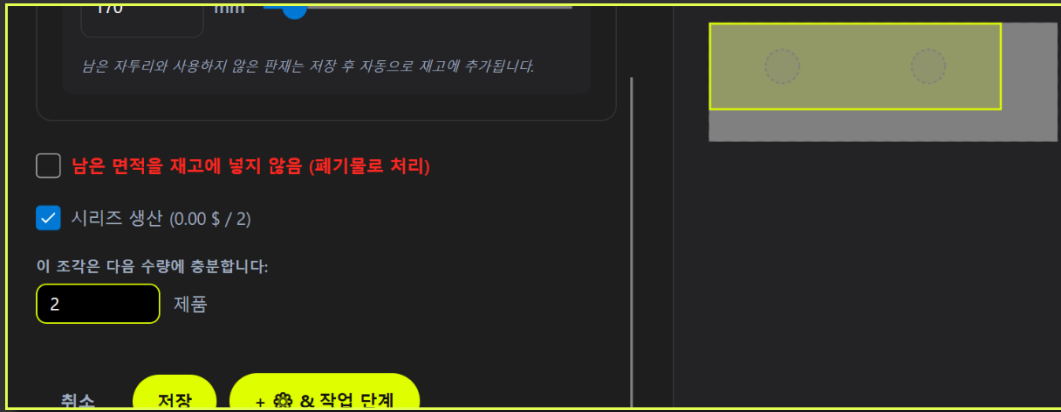 170 mm
남은 자투리와 사용하지 않은 판재는 저장 후 자동으로 재고에 추가됩니다.
남은 면적을 재고에 넣지 않음 (폐기물로 처리)
시리즈 생산 (0.00 $ / 2)
이 조각은 다음 수량에 충분합니다:
2 제품
취소 저장 + & 작업 단계